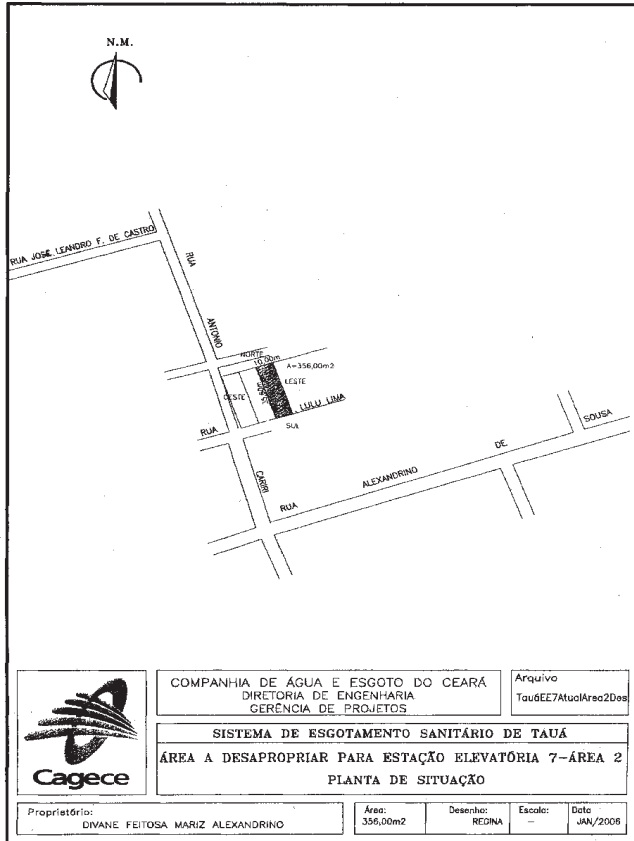 N.M.
RUA JOSE LEANDRO F. DE CASTRO
RUA
ANTONIO
NORTE
10,00m
A=356,00m2
LESTE
OESTE
RUA
LULU LIMA
SUL
CARIRI
RUA
ALEXANDRINO
DE
SOUSA
Cagece
COMPANHIA DE ÁGUA E ESGOTO DO CEARÁ
DIRETORIA DE ENGENHARIA
GERÊNCIA DE PROJETOS
Arquivo
Tau6EE7AtualArea2Des
SISTEMA DE ESGOTAMENTO SANITÁRIO DE TAUÁ
ÁREA A DESAPROPRIAR PARA ESTAÇÃO ELEVATÓRIA 7-ÁREA 2
PLANTA DE SITUAÇÃO
Proprietório:
DIVANE FEITOSA MARIZ ALEXANDRINO
Área:
356,00m2
Desenho:
REGINA
Escala:
–
Data
JAN/2006